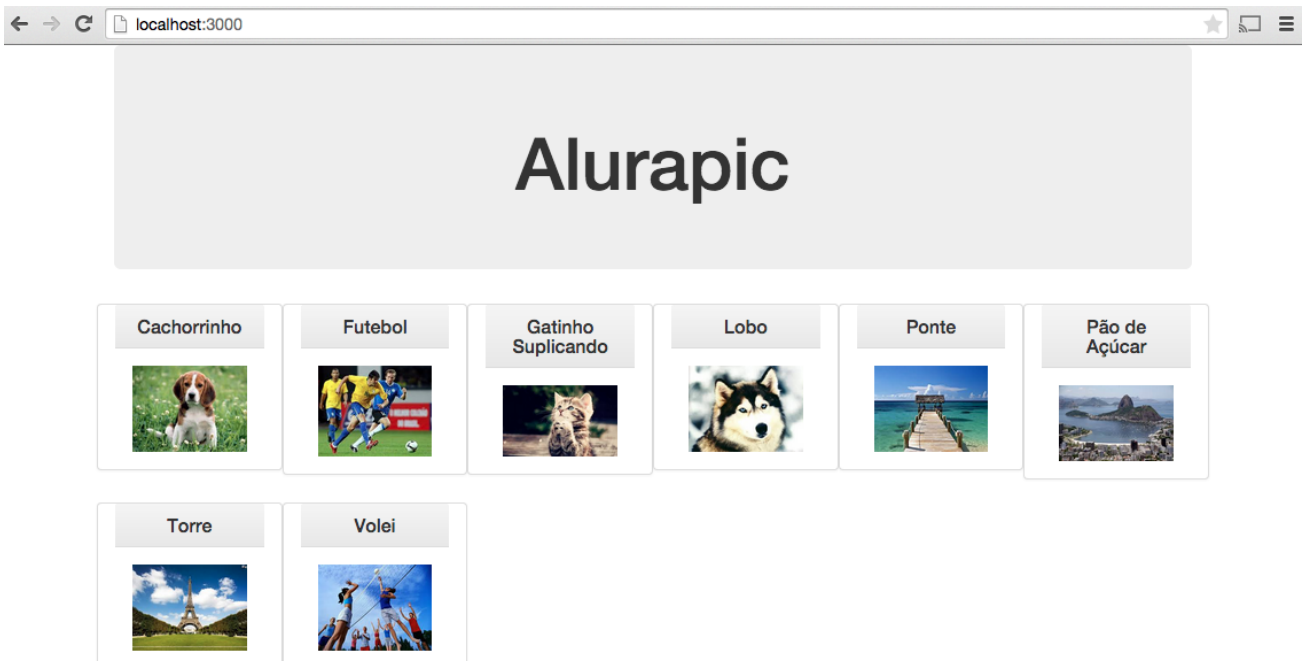 localhost:3000
Alurapic
Cachorrinho
Futebol
Gatinho
Suplicando
Lobo
Ponte
Pão de
Açúcar
Torre
Volei